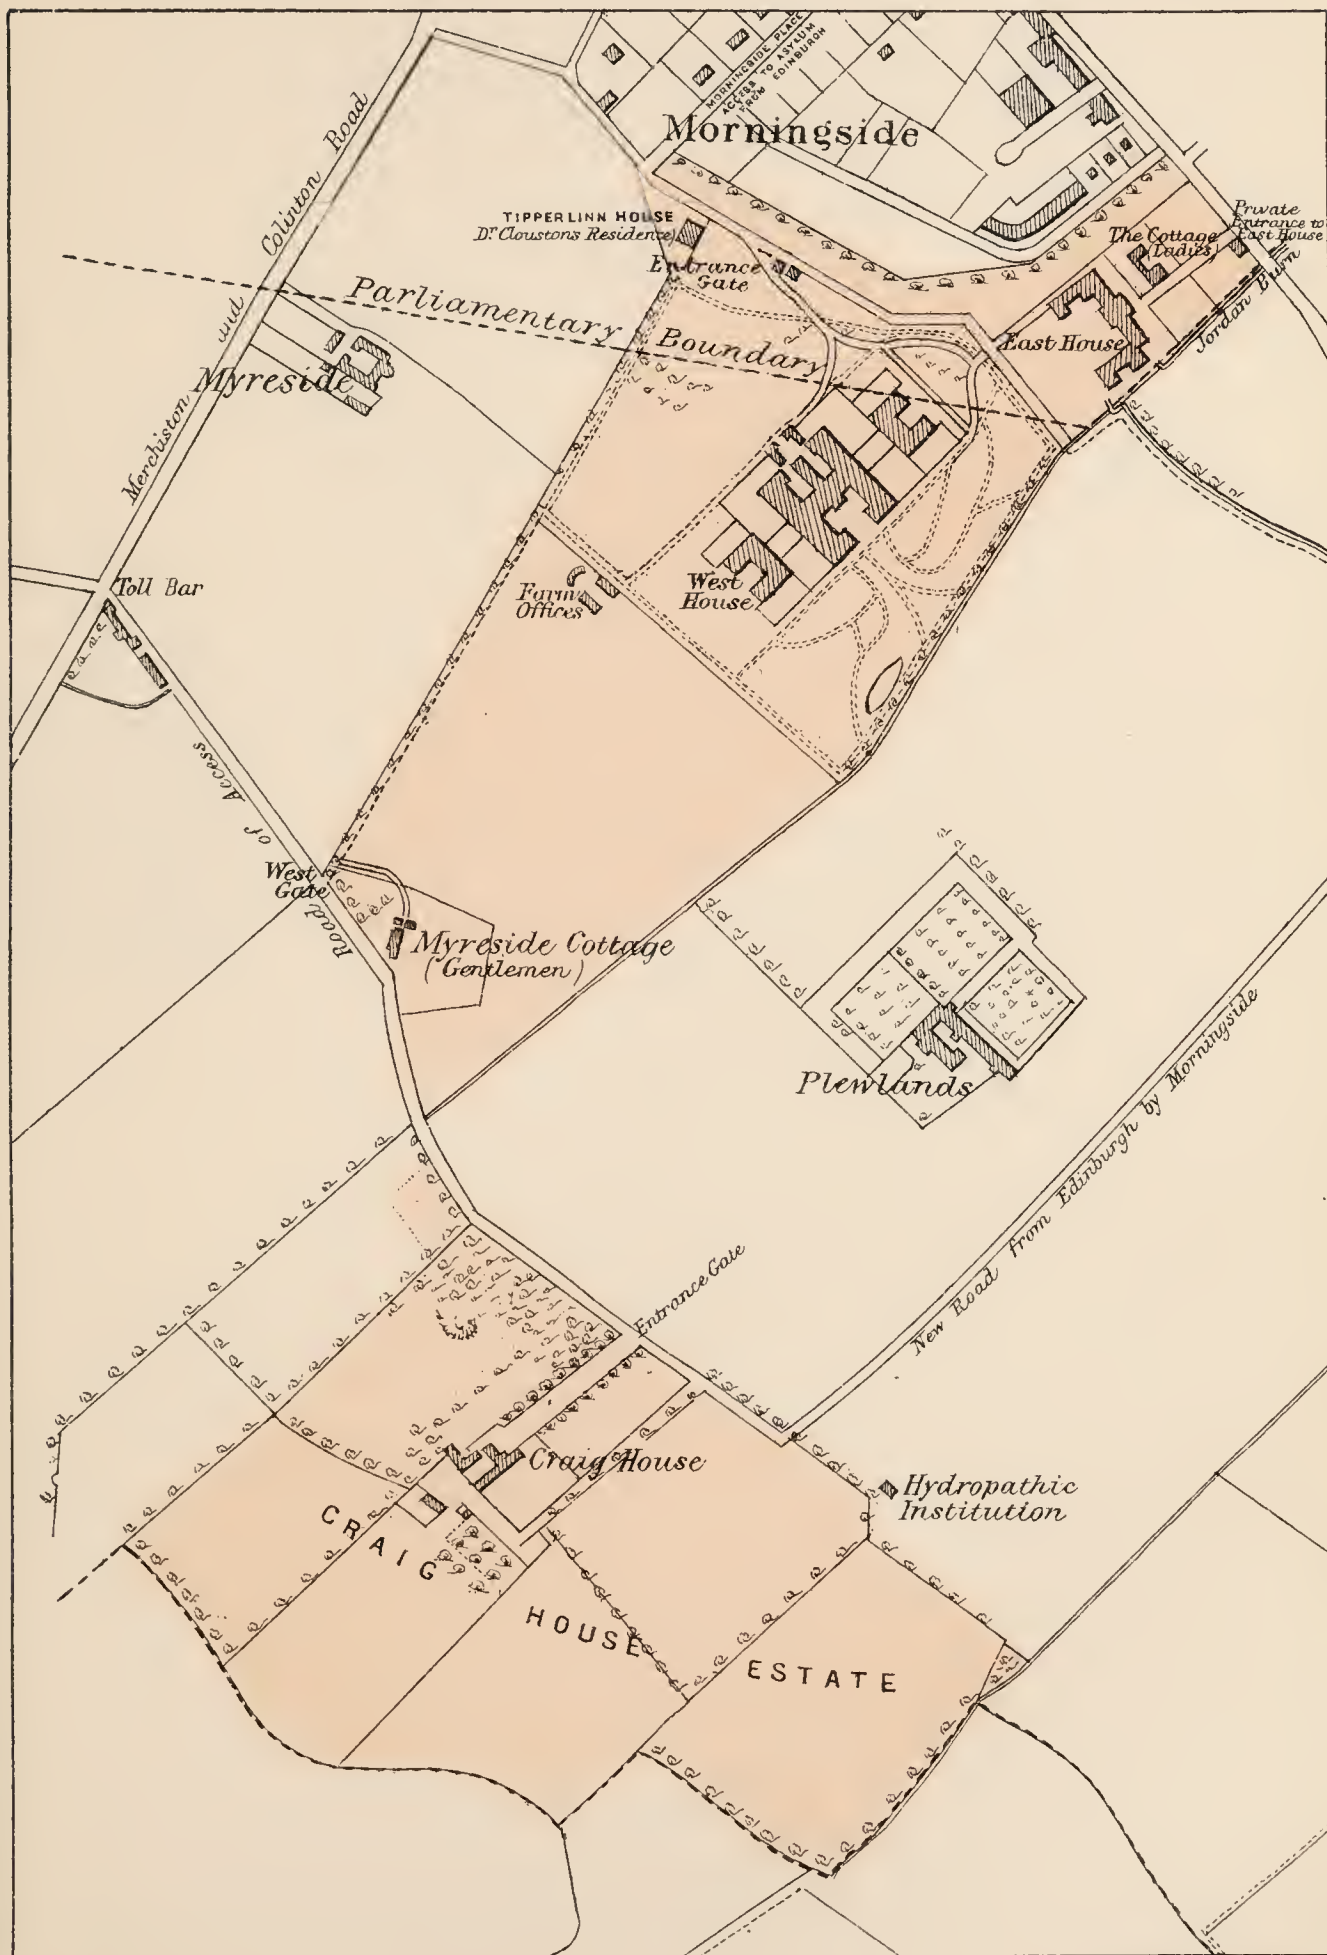 MORNINGSIDE PLACE
ACCESS TO ASYLUM
FROM EDINBURGH
Morningside
Merchiston and Colinton Road
TIPPERLINN HOUSE
Dr. Cloustons Residence)
Entrance
Gate
Private
Entrance to
East House
The Cottage
Ladies)
Jordan Burn
Parliamentary Boundary
East House
Myreside
Toll Bar
Farm
Offices
West
House
Road of Access
West
Gate
Myreside Cottage
(Gentlemen)
Plewlands
New Road from Edinburgh by Morningside
Entrance Gate
Craig House
Hydropathic
Institution
CRAIG HOUSE ESTATE